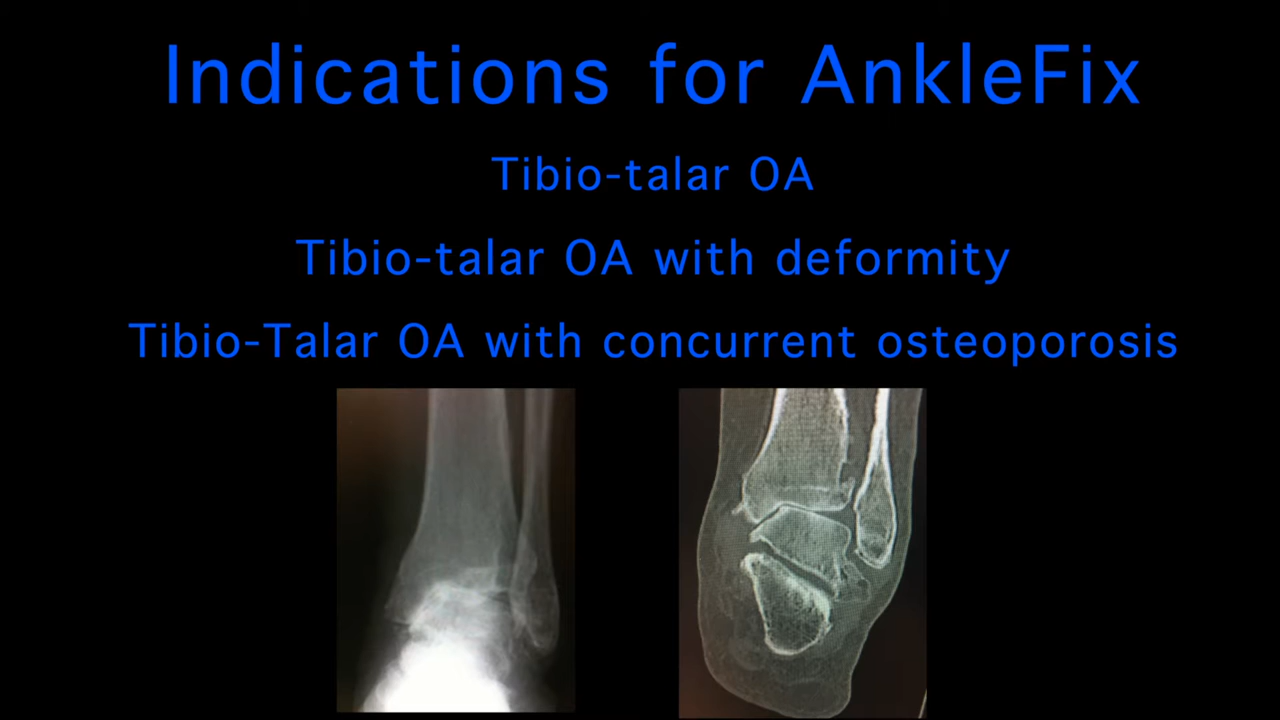 Indications for AnkleFix
Tibio-talar OA
Tibio-talar OA with deformity
Tibio-Talar OA with concurrent osteoporosis